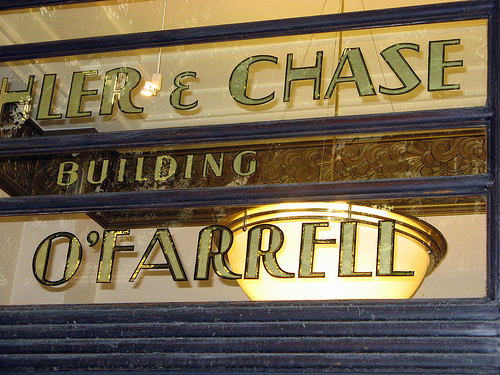 HLER & CHASE
BUILDING
O'FARRELL